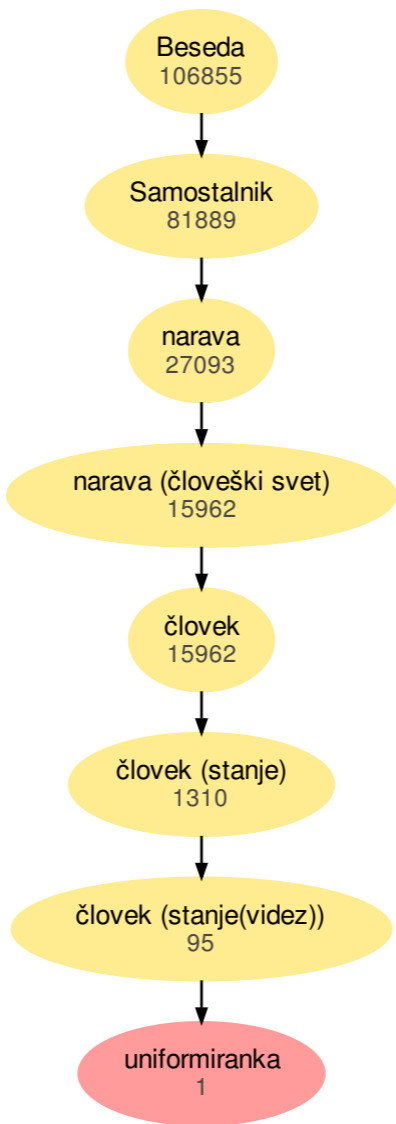 Beseda
106855
Samostalnik
81889
narava
27093
narava (človeški svet)
15962
človek
15962
človek (stanje)
1310
človek (stanje(videz))
95
uniformiranka
1